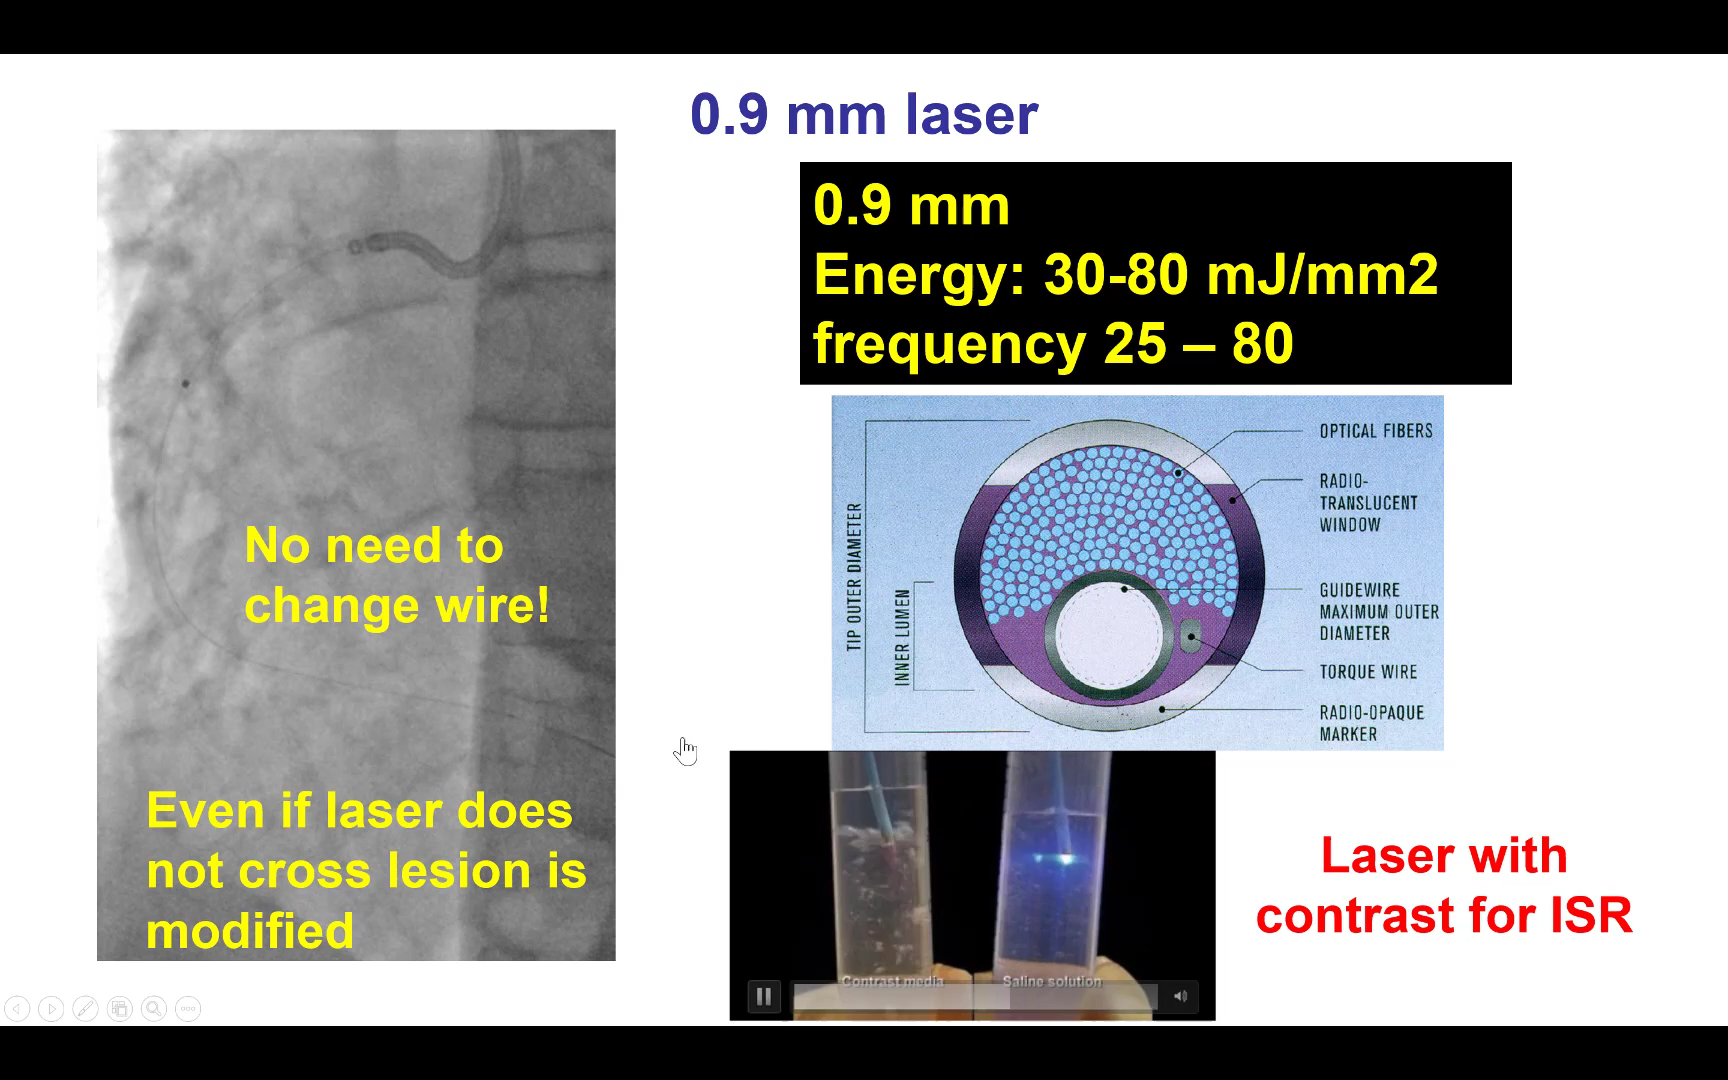 0.9 mm laser
0.9 mm
Energy: 30-80 mJ/mm2
frequency 25 – 80
No need to
change wire!
Even if laser does
not cross lesion is
modified
TIP OUTER DIAMETER
INNER LUMEN
OPTICAL FIBERS
RADIO-
TRANSLUCENT
WINDOW
GUIDEWIRE
MAXIMUM OUTER
DIAMETER
TORQUE WIRE
RADIO-OPAQUE
MARKER
Contrast media
Saline solution
Laser with
contrast for ISR